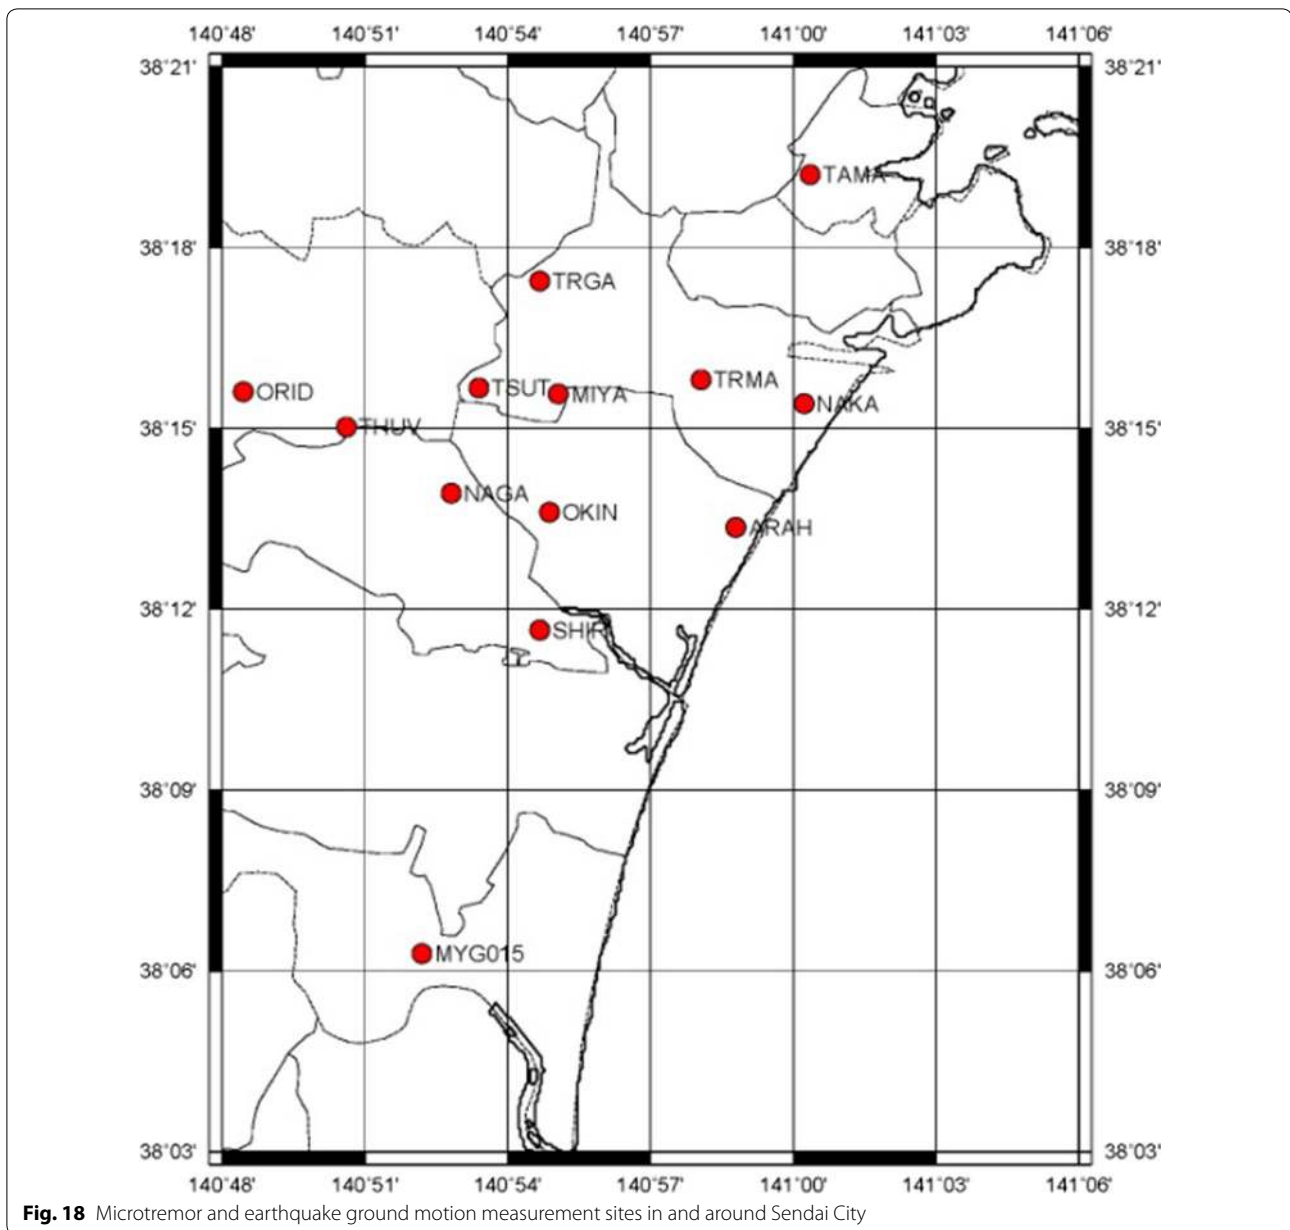 140°48' 140°51' 140°54' 140°57' 141°00' 141°03' 141°06'
38°21' 38°21'
TAMA
38°18' 38°18'
TRGA
TRMA
ORID TSUT MIYA
NAKA
THUV
38°15' 38°15'
NAGA
OKIN
ARAH
38°12' 38°12'
SHIR
38°09' 38°09'
MYG015
38°06' 38°06'
38°03' 38°03'
140°48' 140°51' 140°54' 140°57' 141°00' 141°03' 141°06'
Fig. 18 Microtremor and earthquake ground motion measurement sites in and around Sendai City